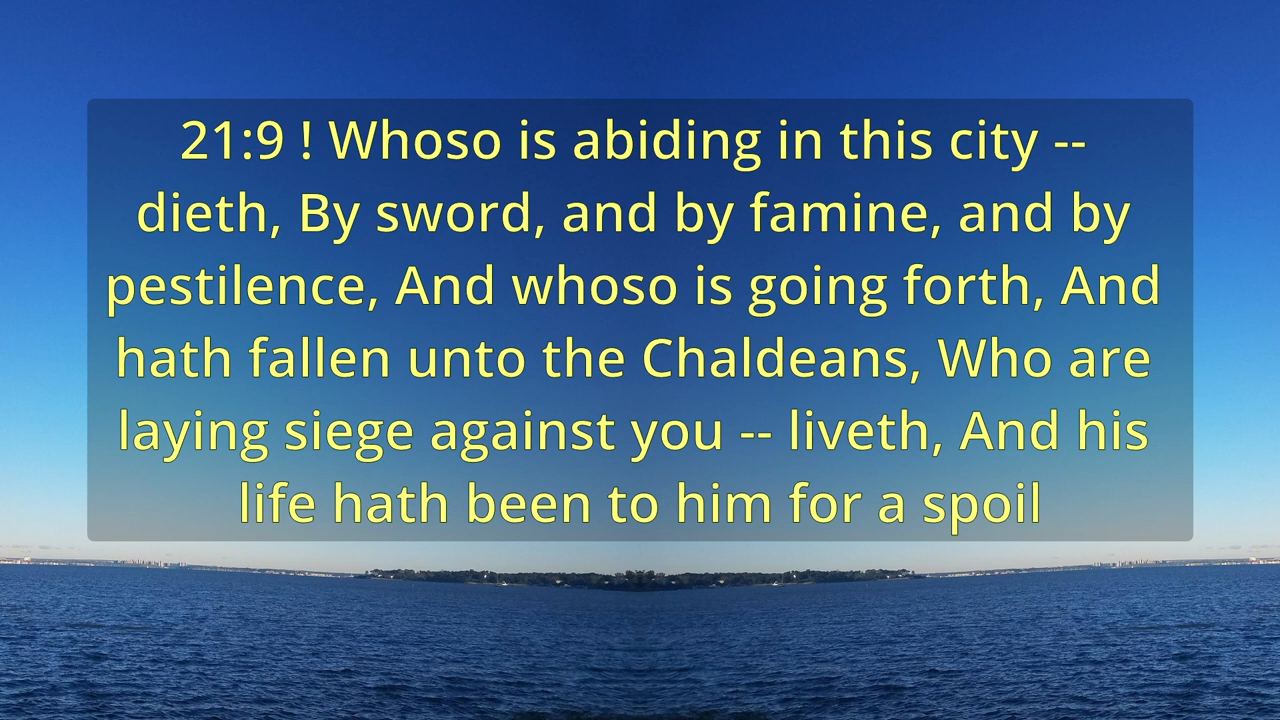 21:9 ! Whoso is abiding in this city --
dieth, By sword, and by famine, and by
pestilence, And whoso is going forth, And
hath fallen unto the Chaldeans, Who are
laying siege against you -- liveth, And his
life hath been to him for a spoil